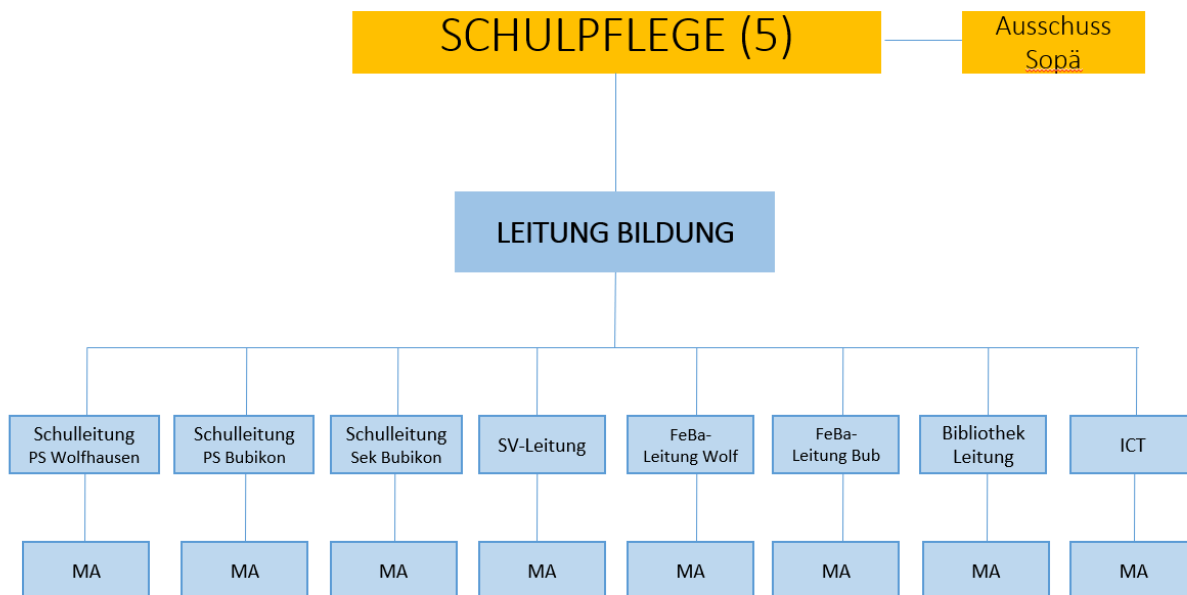 SCHULPFLEGE (5)
Ausschuss
Sopä
LEITUNG BILDUNG
Schulleitung
PS Wolfhausen
Schulleitung
PS Bubikon
Schulleitung
Sek Bubikon
SV-Leitung
FeBa-
Leitung Wolf
FeBa-
Leitung Bub
Bibliothek
Leitung
ICT
MA
MA
MA
MA
MA
MA
MA
MA